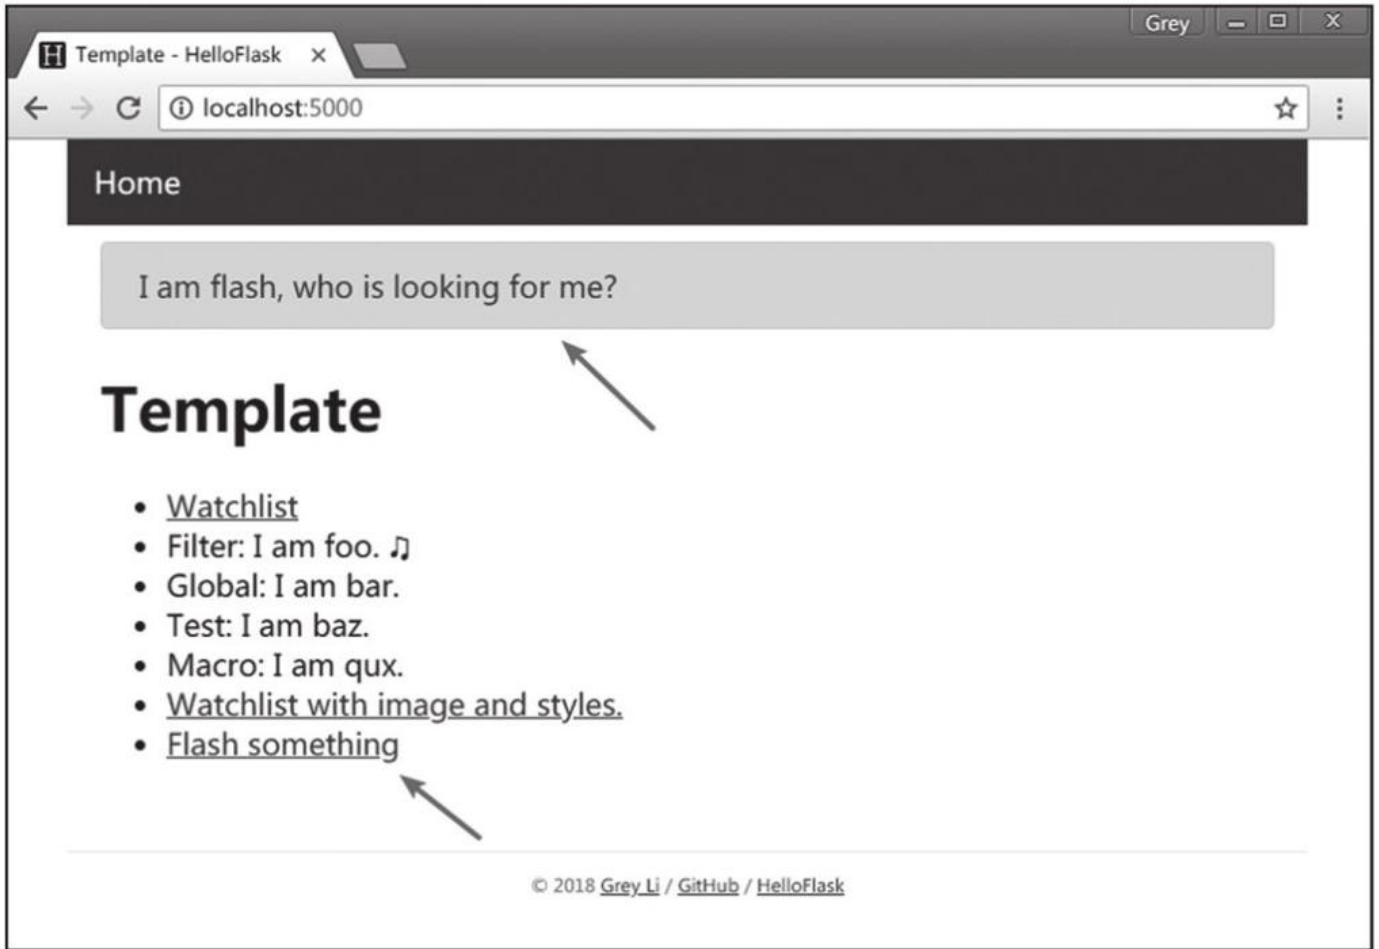 Grey
H Template - HelloFlask
localhost:5000
Home
I am flash, who is looking for me?
Template
• Watchlist
• Filter: I am foo. ♫
• Global: I am bar.
• Test: I am baz.
• Macro: I am qux.
• Watchlist with image and styles.
• Flash something
© 2018 Grey Li / GitHub / HelloFlask